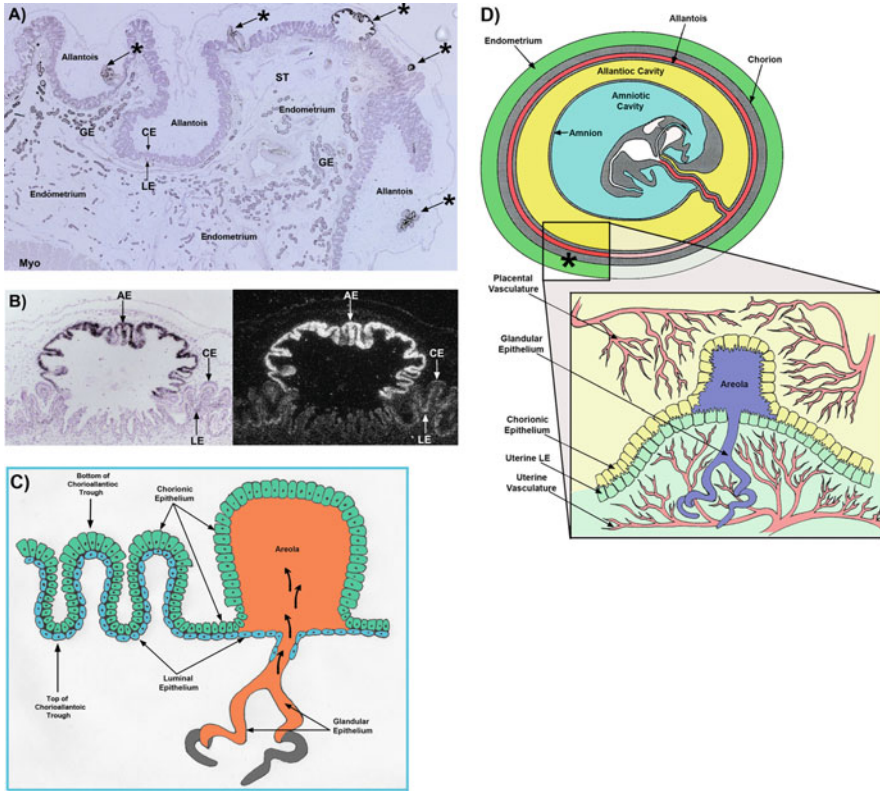 A)
*
*
Allantois
*
*
ST
Endometrium
GE
CE
Allantois
GE
LE
Allantois
Endometrium
*
Endometrium
Myo
B)
AE
AE
CE
CE
LE
LE
C)
Bottom of
Chorioallantioc
Trough
Chorionic
Epithelium
Areola
Luminal
Epithelium
Top of
Chorioallantoic
Trough
Glandular
Epithelium
D)
Allantois
Endometrium
Chorion
Allantioc Cavity
Amniotic
Cavity
Amnion
*
Placental
Vasculature
Glandular
Epithelium
Areola
Chorionic
Epithelium
Uterine LE
Uterine
Vasculature